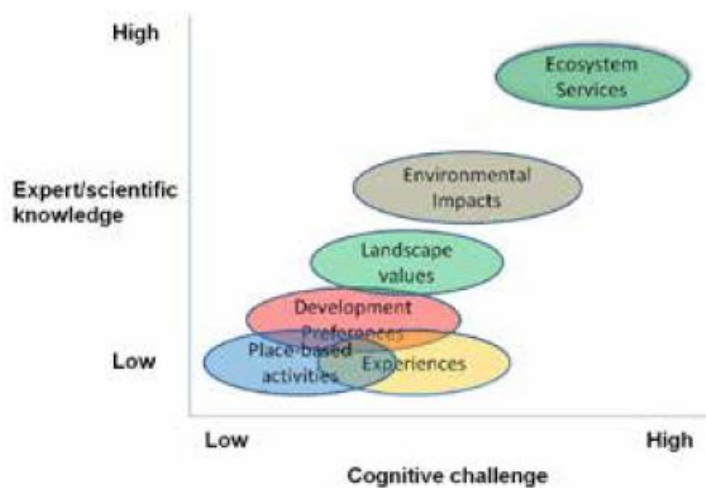 High
Ecosystem
Services
Expert/scientific
knowledge
Environmental
Impacts
Landscape
values
Development
Preferences
Low
Place-based
activities
Experiences
Low
High
Cognitive challenge